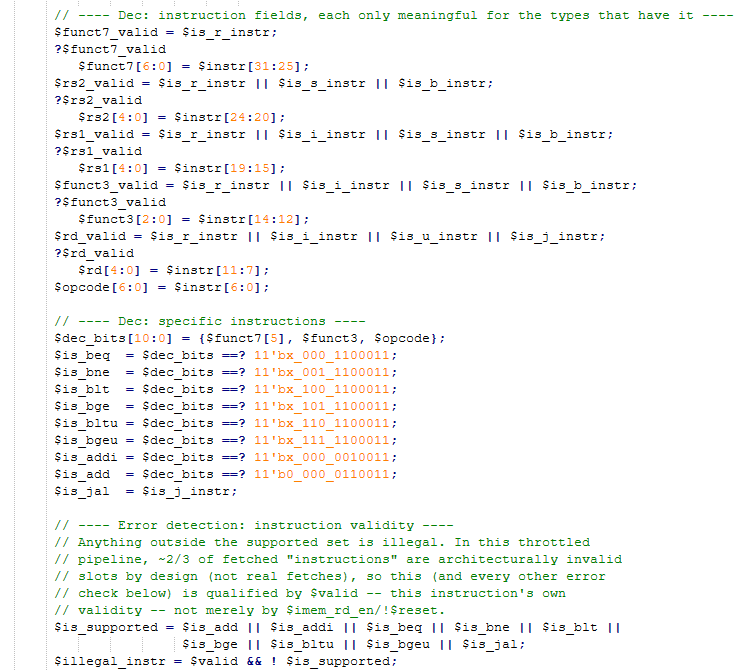 // ---- Dec: instruction fields, each only meaningful for the types that have it ----
$funct7_valid = $is_r_instr;
?$funct7_valid
   $funct7[6:0] = $instr[31:25];
$rs2_valid = $is_r_instr || $is_s_instr || $is_b_instr;
?$rs2_valid
   $rs2[4:0] = $instr[24:20];
$rs1_valid = $is_r_instr || $is_i_instr || $is_s_instr || $is_b_instr;
?$rs1_valid
   $rs1[4:0] = $instr[19:15];
$funct3_valid = $is_r_instr || $is_i_instr || $is_s_instr || $is_b_instr;
?$funct3_valid
   $funct3[2:0] = $instr[14:12];
$rd_valid = $is_r_instr || $is_i_instr || $is_u_instr || $is_j_instr;
?$rd_valid
   $rd[4:0] = $instr[11:7];
$opcode[6:0] = $instr[6:0];

// ---- Dec: specific instructions ----
$dec_bits[10:0] = {$funct7[5], $funct3, $opcode};
$is_beq  = $dec_bits ==? 11'bx_000_1100011;
$is_bne  = $dec_bits ==? 11'bx_001_1100011;
$is_blt  = $dec_bits ==? 11'bx_100_1100011;
$is_bge  = $dec_bits ==? 11'bx_101_1100011;
$is_bltu = $dec_bits ==? 11'bx_110_1100011;
$is_bgeu = $dec_bits ==? 11'bx_111_1100011;
$is_addi = $dec_bits ==? 11'bx_000_0010011;
$is_add  = $dec_bits ==? 11'b0_000_0110011;
$is_jal  = $is_j_instr;

// ---- Error detection: instruction validity ----
// Anything outside the supported set is illegal. In this throttled
// pipeline, ~2/3 of fetched "instructions" are architecturally invalid
// slots by design (not real fetches), so this (and every other error
// check below) is qualified by $valid -- this instruction's own
// validity -- not merely by $imem_rd_en/!$reset.
$is_supported = $is_add || $is_addi || $is_beq || $is_bne || $is_blt ||
                $is_bge || $is_bltu || $is_bgeu || $is_jal;
$illegal_instr = $valid && ! $is_supported;